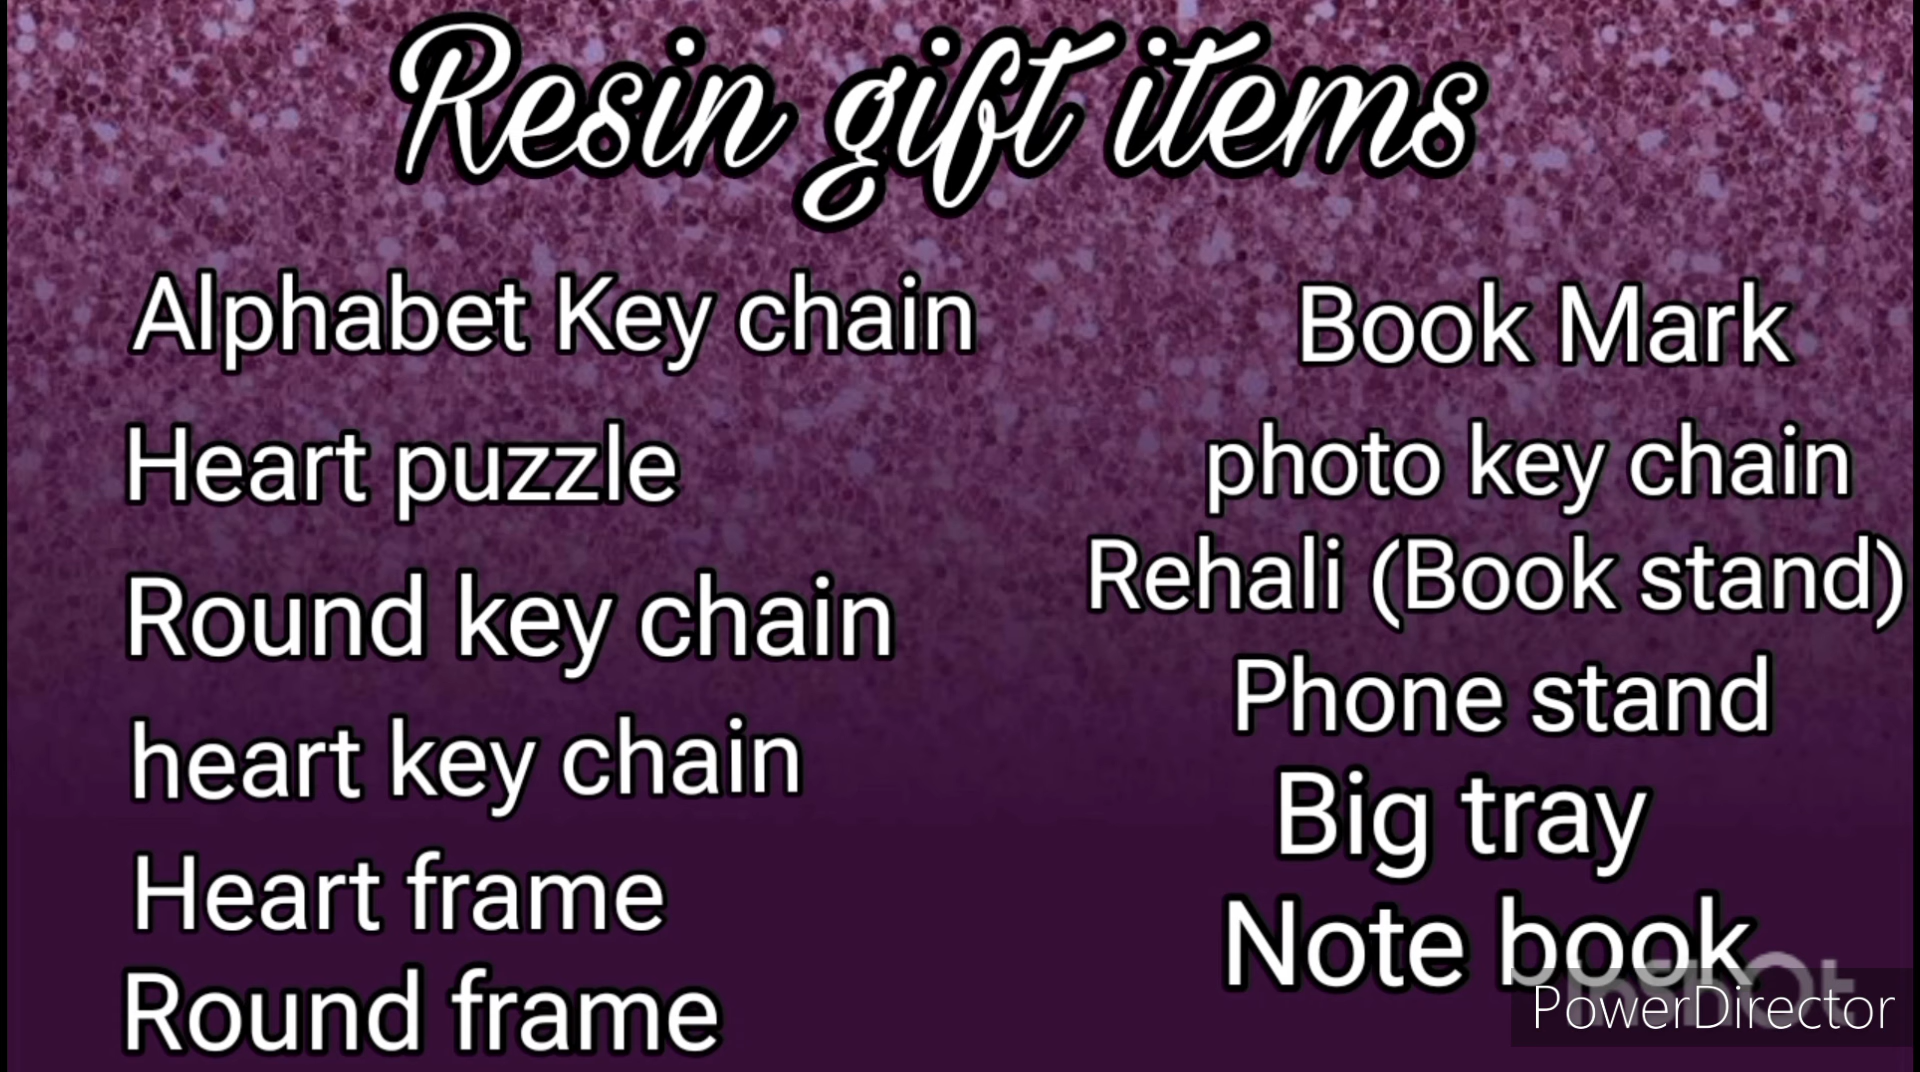 Resin gift items
Alphabet Key chain
Heart puzzle
Round key chain
heart key chain
Heart frame
Round frame
Book Mark
photo key chain
Rehali (Book stand)
Phone stand
Big tray
Note book
PowerDirector